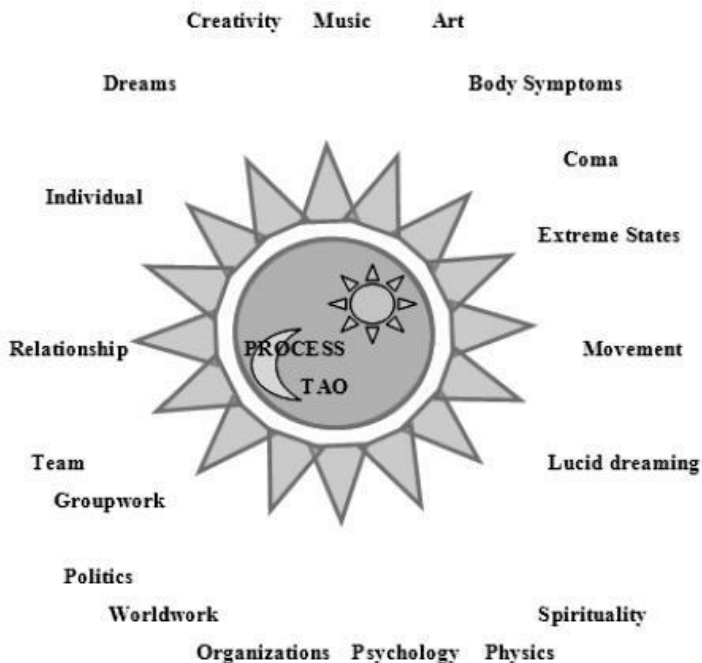 Creativity Music Art
Dreams Body Symptoms
Coma
Individual
Extreme States
Relationship PROCESS Movement
TAO
Team Lucid dreaming
Groupwork
Politics
Worldwork Spirituality
Organizations Psychology Physics